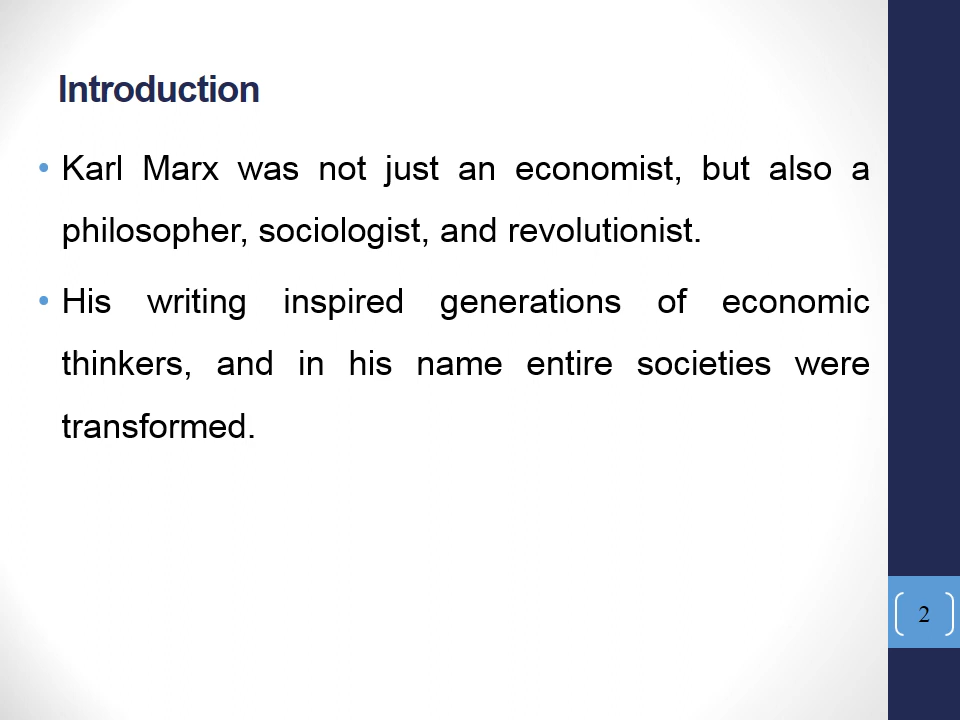 Introduction
• Karl Marx was not just an economist, but also a
philosopher, sociologist, and revolutionist.
• His writing inspired generations of economic
thinkers, and in his name entire societies were
transformed.
2